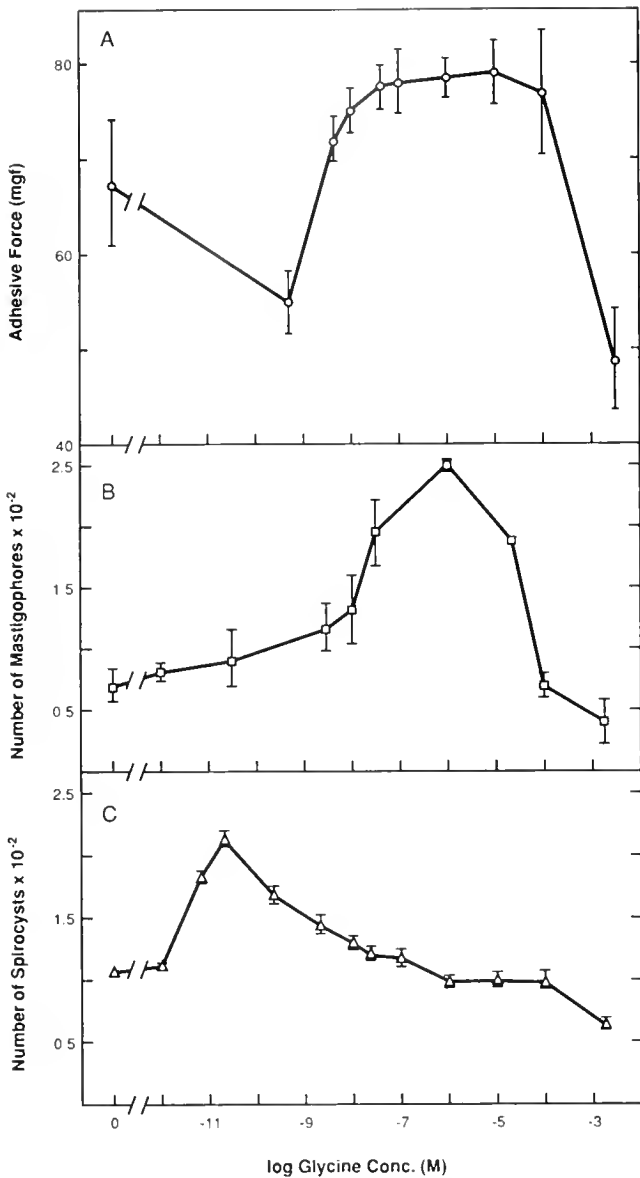 A
80
60
40
Adhesive Force (mgf)
B
2.5
1 5
0 5
Number of Mastigophores x 10-2
C
2.5
1.5
0 5
Number of Spirocysts x 10-2
0 -11 -9 -7 -5 -3
log Glycine Conc. (M)